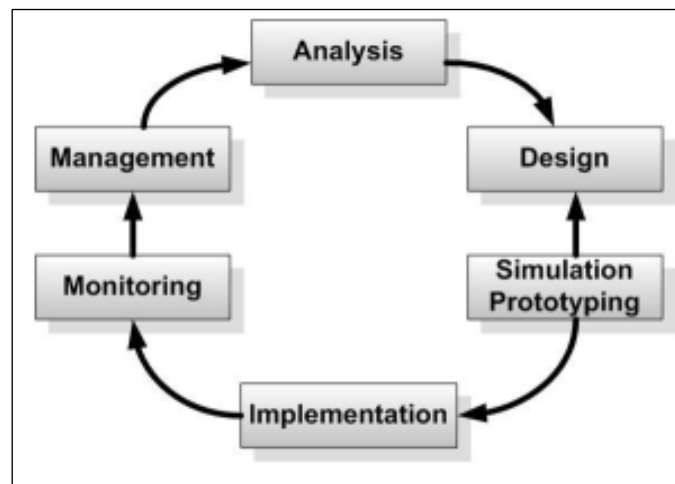 Analysis
Management
Design
Monitoring
Simulation
Prototyping
Implementation